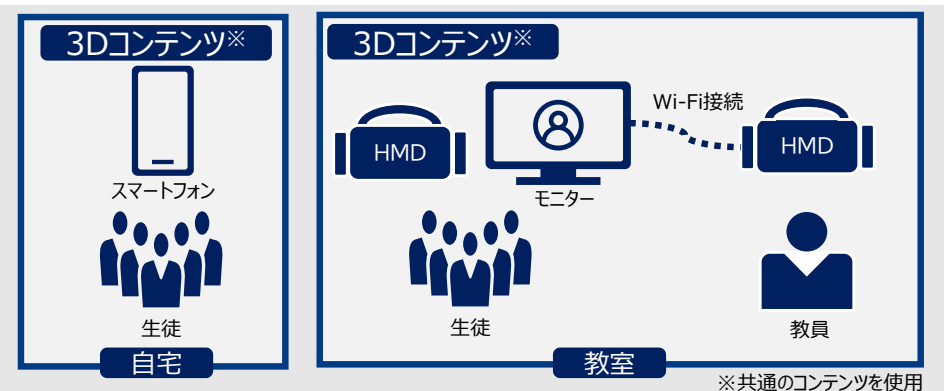 3Dコンテンツ※
スマートフォン
生徒
自宅
3Dコンテンツ※
Wi-Fi接続
HMD
HMD
モニター
生徒
教員
教室
※共通のコンテンツを使用